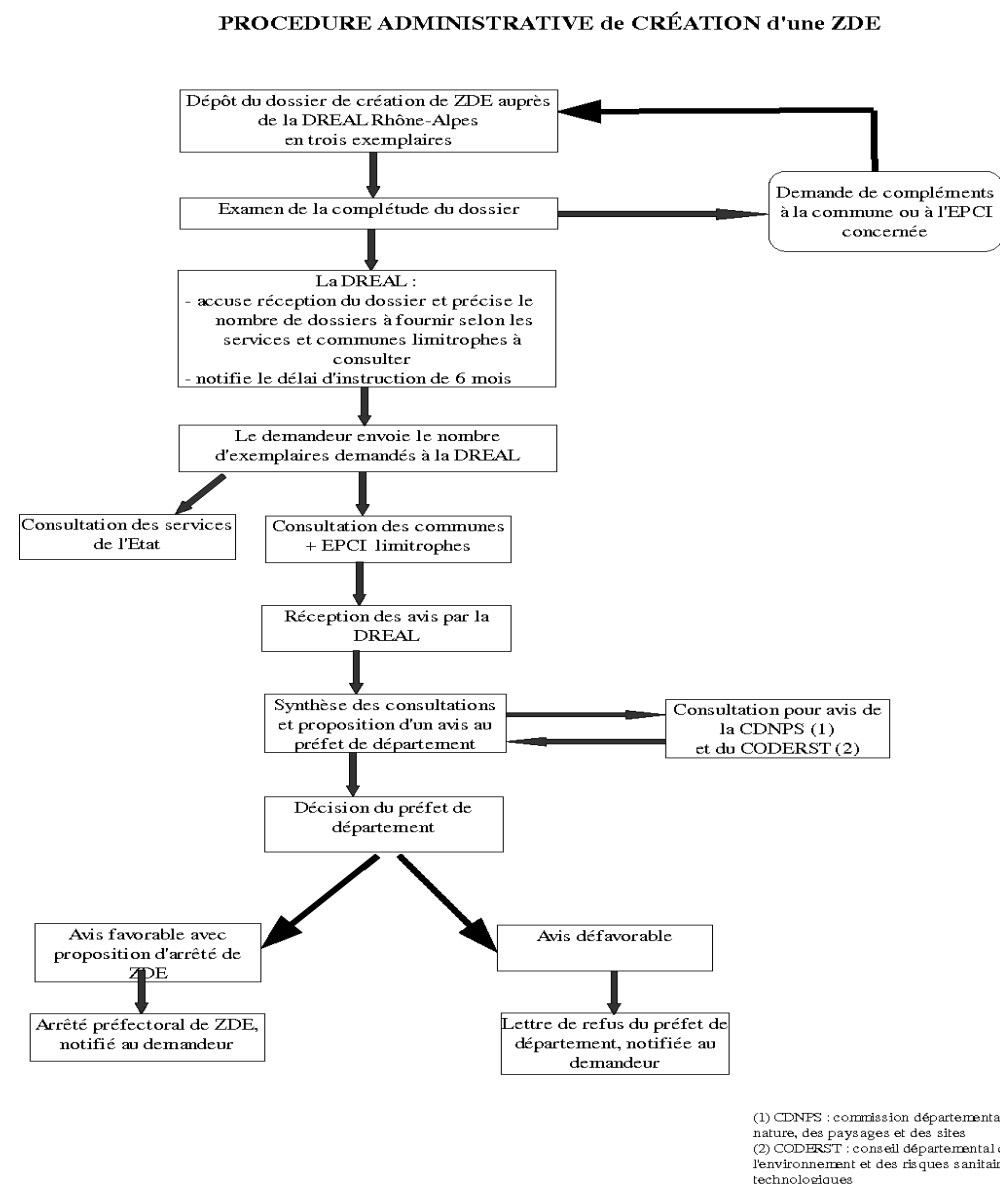 PROCEDURE ADMINISTRATIVE de CRÉATION d'une ZDE
Dépôt du dossier de création de ZDE auprès
de la DREAL Rhône-Alpes
en trois exemplaires
Demande de compléments
à la commune ou à l'EPCI
concernée
Examen de la complétude du dossier
La DREAL :
- accuse réception du dossier et précise le
nombre de dossiers à fournir selon les
services et communes limitrophes à
consulter
- notifie le délai d'instruction de 6 mois
Le demandeur envoie le nombre
d'exemplaires demandés à la DREAL
Consultation des services
de l'Etat
Consultation des communes
+ EPCI limitrophes
Réception des avis par la
DREAL
Synthèse des consultations
et proposition d'un avis au
préfet de département
Consultation pour avis de
la CDNPS (1)
et du CODERST (2)
Décision du préfet de
département
Avis favorable avec
proposition d'arrêté de
ZDE
Avis défavorable
Arrêté préfectoral de ZDE,
notifié au demandeur
Lettre de refus du préfet de
département, notifiée au
demandeur
(1) CDNPS : commission départementa
nature, des paysages et des sites
(2) CODERST : conseil départemental
l'environnement et des risques sanitair
technologiques